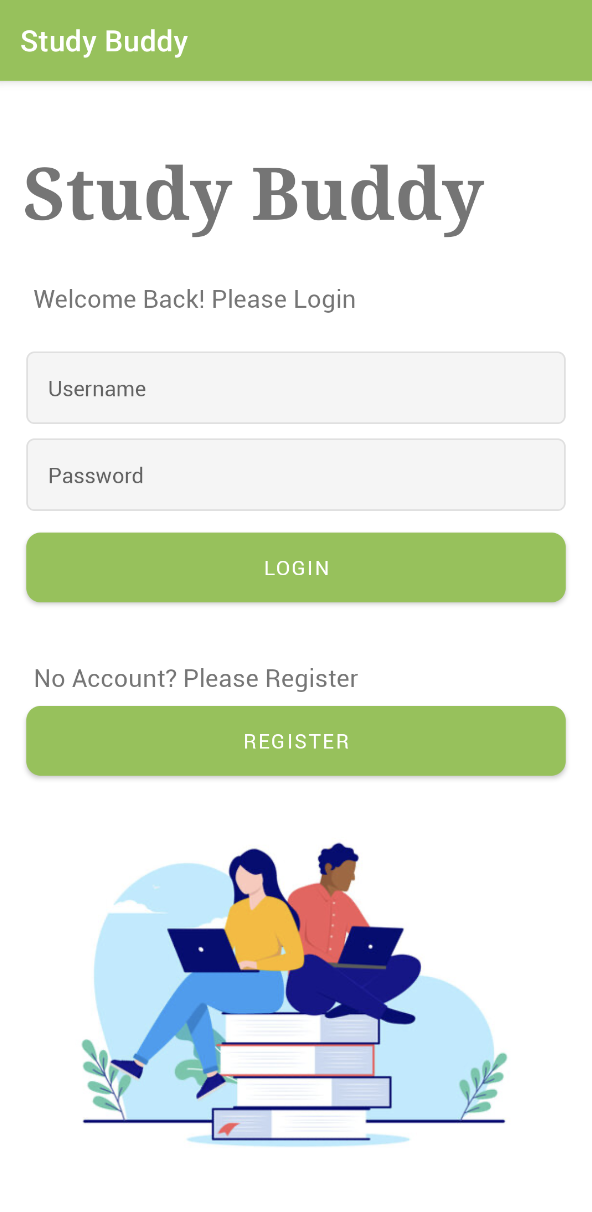 Study Buddy
Study Buddy
Welcome Back! Please Login
Username
Password
LOGIN
No Account? Please Register
REGISTER